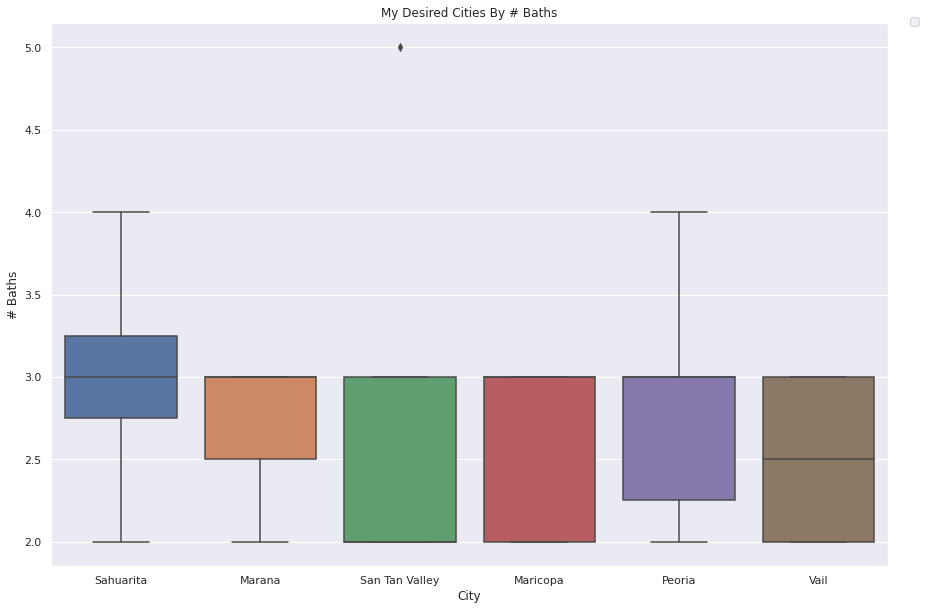 My Desired Cities By # Baths
5.0
4.5
4.0
3.5
3.0
2.5
2.0
# Baths
Sahuarita Marana San Tan Valley Maricopa Peoria Vail
City